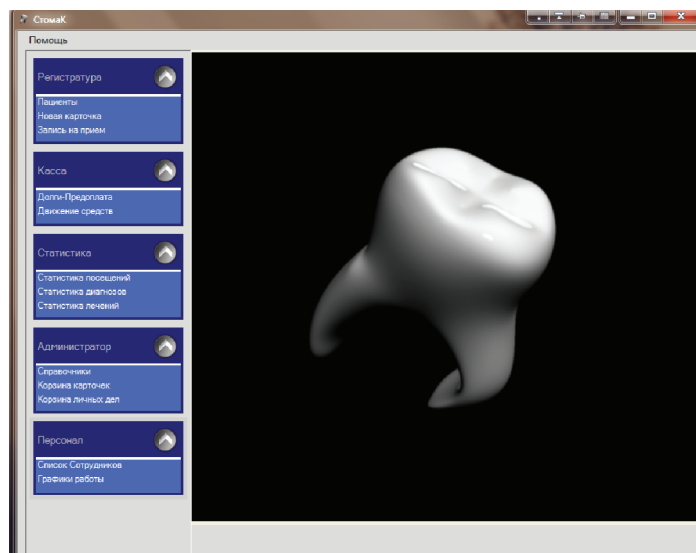 СтомаК
Помощь
Регистратура
Пациенты
Новая карточка
Запись на прием
Касса
Долги-Предоплата
Движение средств
Статистика
Статистика посещений
Статистика диагнозов
Статистика лечений
Администратор
Справочники
Корзина карточек
Корзина личных дел
Персонал
Список Сотрудников
Графики работы